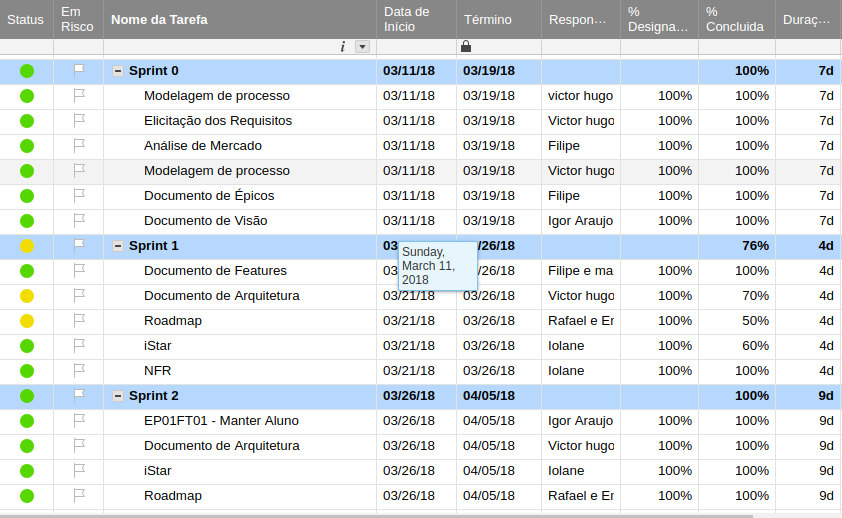 Status Em Risco Nome da Tarefa Data de Início Término Respon... % Designa... % Concluida Duraç...
i
Sprint 0 03/11/18 03/19/18 100% 7d
Modelagem de processo 03/11/18 03/19/18 victor hugo 100% 100% 7d
Elicitação dos Requisitos 03/11/18 03/19/18 Victor hugo 100% 100% 7d
Análise de Mercado 03/11/18 03/19/18 Filipe 100% 100% 7d
Modelagem de processo 03/11/18 03/19/18 Victor hugo 100% 100% 7d
Documento de Épicos 03/11/18 03/19/18 Filipe 100% 100% 7d
Documento de Visão 03/11/18 03/19/18 Igor Araujo 100% 100% 7d
Sprint 1 03 /26/18 76% 4d
Sunday,
March 11,
2018
Documento de Features 03 /26/18 Filipe e ma 100% 100% 4d
Documento de Arquitetura 03/21/18 03/26/18 Victor hugo 100% 70% 4d
Roadmap 03/21/18 03/26/18 Rafael e Er 100% 50% 4d
iStar 03/21/18 03/26/18 Iolane 100% 60% 4d
NFR 03/21/18 03/26/18 Iolane 100% 100% 4d
Sprint 2 03/26/18 04/05/18 100% 9d
EP01FT01 - Manter Aluno 03/26/18 04/05/18 Igor Araujo 100% 100% 9d
Documento de Arquitetura 03/26/18 04/05/18 Victor hugo 100% 100% 9d
iStar 03/26/18 04/05/18 Iolane 100% 100% 9d
Roadmap 03/26/18 04/05/18 Rafael e Er 100% 100% 9d